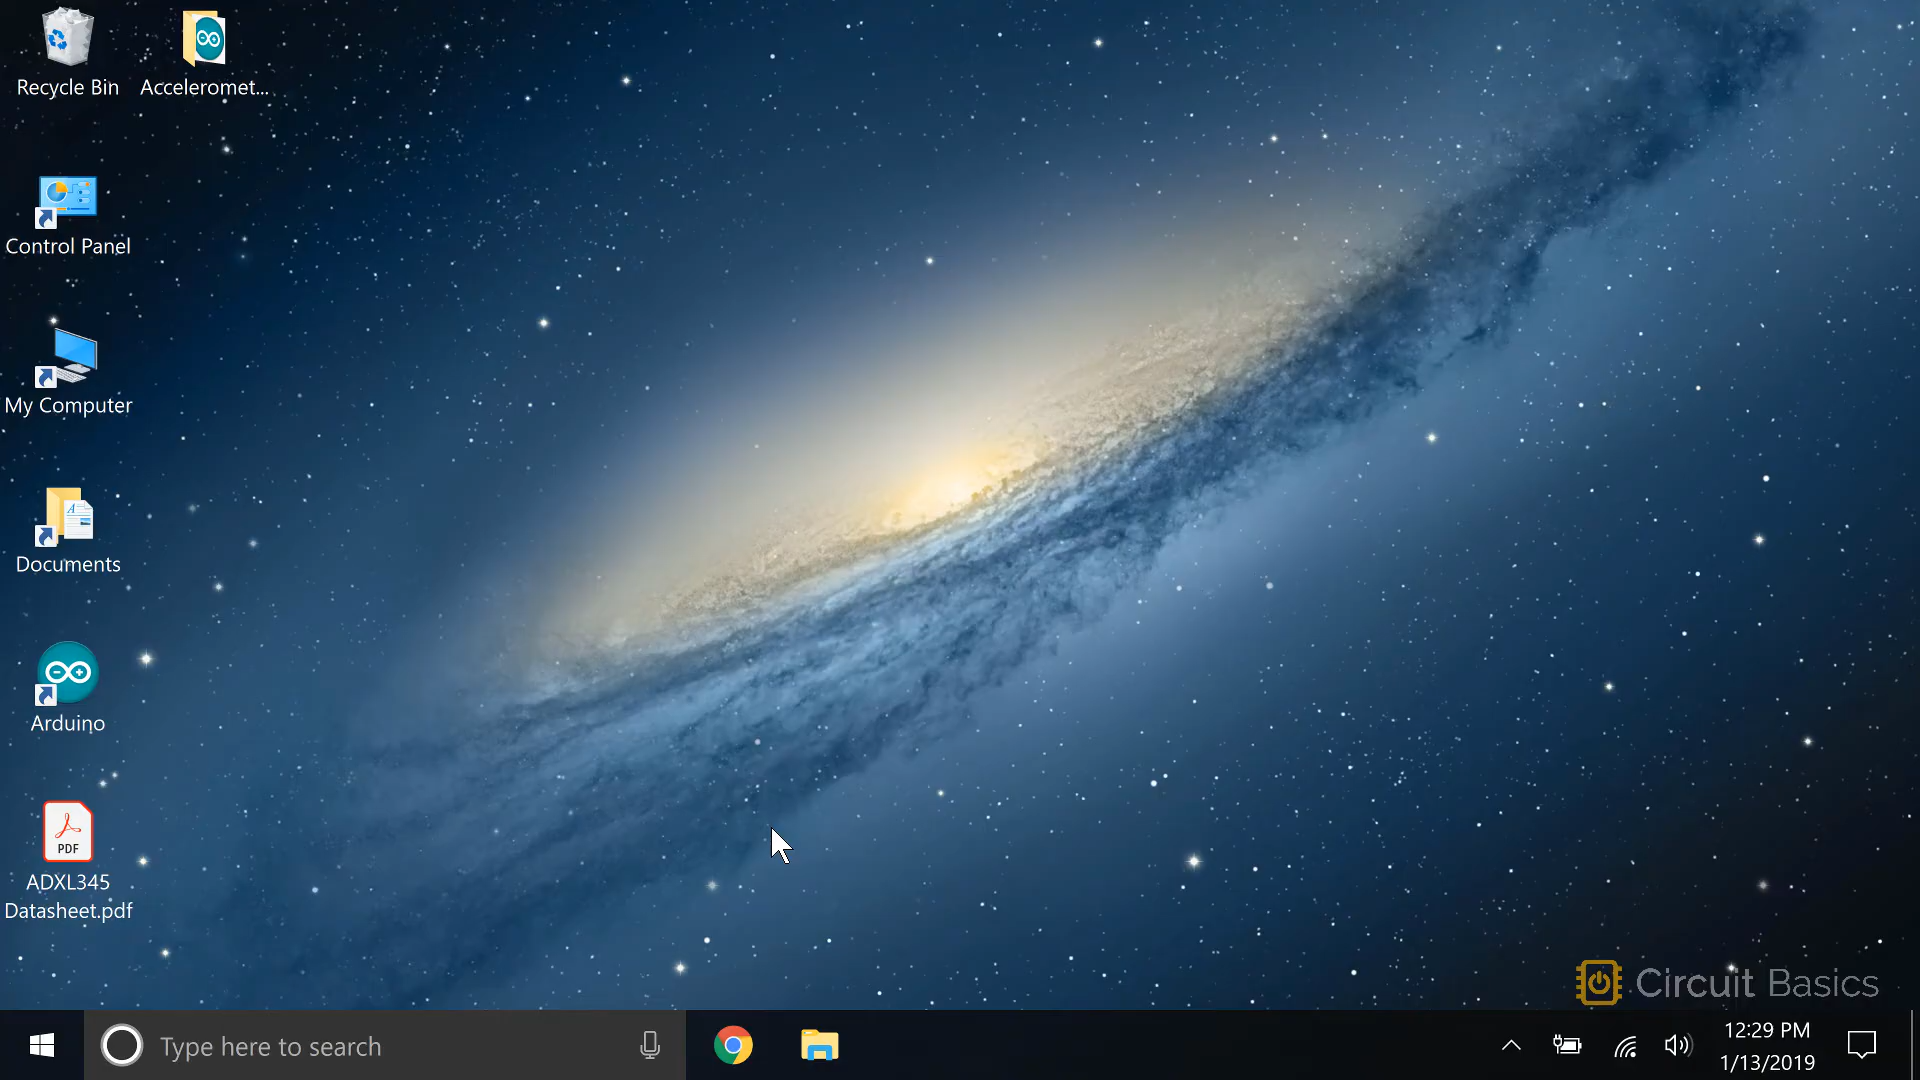 Recycle Bin
Acceleromet...
Control Panel
My Computer
Documents
Arduino
PDF
ADXL345
Datasheet.pdf
Circuit Basics
Type here to search
12:29 PM
1/13/2019